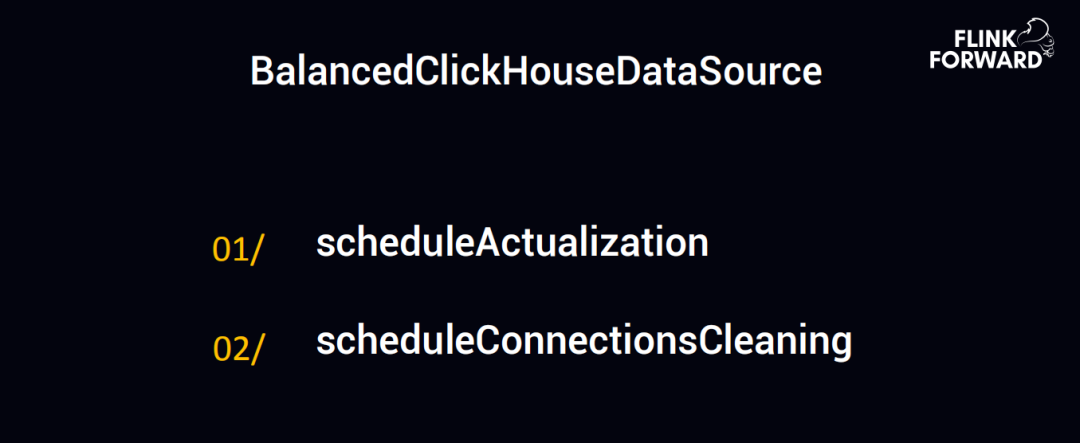 FLINK
FORWARD
BalancedClickHouseDataSource
01/ scheduleActualization
02/ scheduleConnectionsCleaning